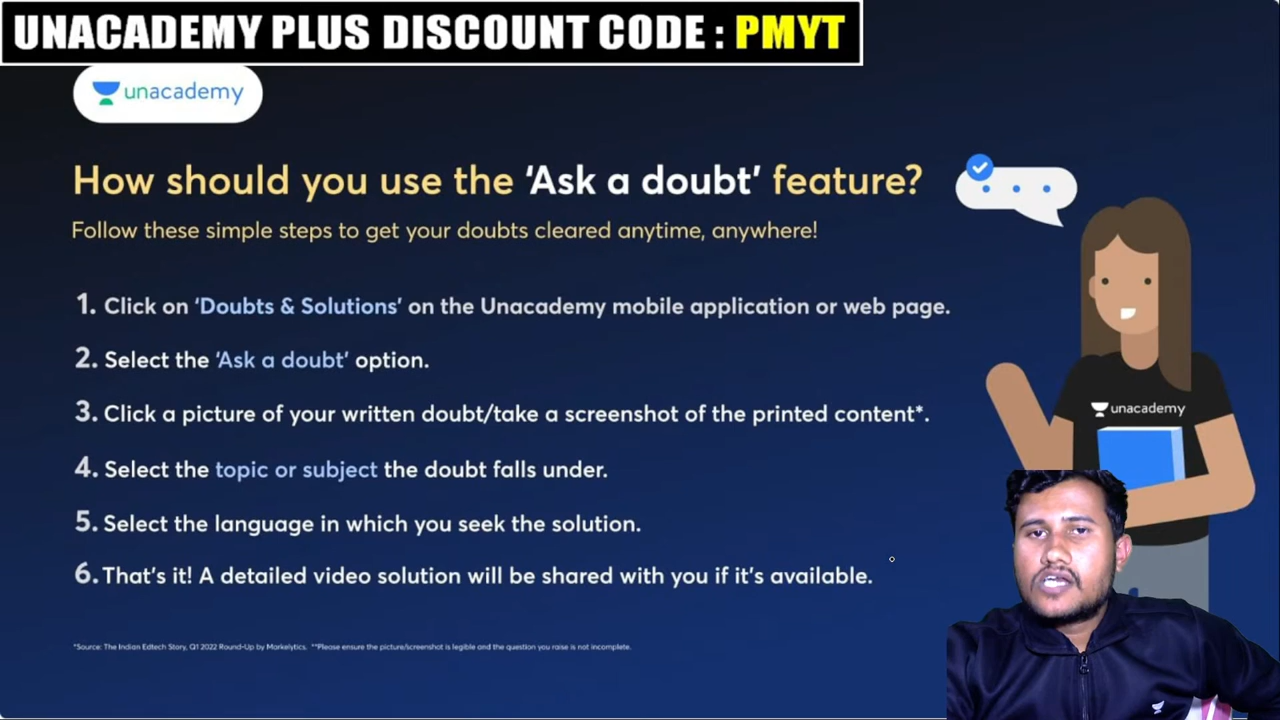 UNACADEMY PLUS DISCOUNT CODE : PMYT
unacademy
How should you use the ‘Ask a doubt’ feature?
Follow these simple steps to get your doubts cleared anytime, anywhere!
1. Click on ‘Doubts & Solutions’ on the Unacademy mobile application or web page.
2. Select the ‘Ask a doubt’ option.
3. Click a picture of your written doubt/take a screenshot of the printed content*.
unacademy
4. Select the topic or subject the doubt falls under.
5. Select the language in which you seek the solution.
6. That's it! A detailed video solution will be shared with you if it's available.
*Source: The Indian Edtech Story, Q1 2022 Round-Up by Markelytics. **Please ensure the picture/screenshot is legible and the question you raise is not incomplete.